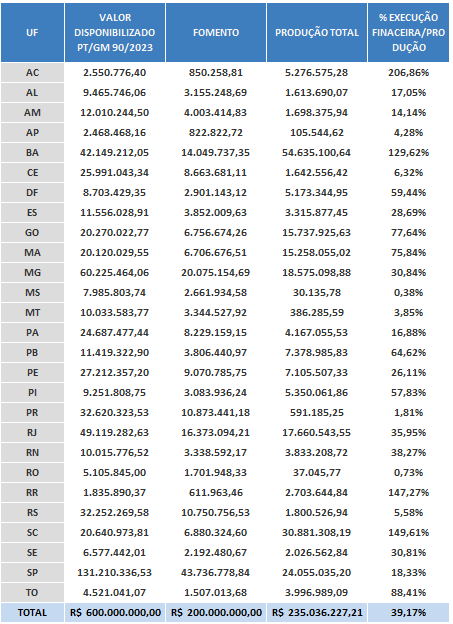 UF VALOR DISPONIBILIZADO PT/GM 90/2023 FOMENTO PRODUÇÃO TOTAL % EXECUÇÃO FINACEIRA/PRODUÇÃO
AC 2.550.776,40 850.258,81 5.276.575,28 206,86%
AL 9.465.746,06 3.155.248,69 1.613.690,07 17,05%
AM 12.010.244,50 4.003.414,83 1.698.375,94 14,14%
AP 2.468.468,16 822.822,72 105.544,62 4,28%
BA 42.149.212,05 14.049.737,35 54.635.100,64 129,62%
CE 25.991.043,34 8.663.681,11 1.642.556,42 6,32%
DF 8.703.429,35 2.901.143,12 5.173.344,95 59,44%
ES 11.556.028,91 3.852.009,63 3.315.877,45 28,69%
GO 20.270.022,77 6.756.674,26 15.737.925,63 77,64%
MA 20.120.029,55 6.706.676,51 15.258.055,02 75,84%
MG 60.225.464,06 20.075.154,69 18.575.098,88 30,84%
MS 7.985.803,74 2.661.934,58 30.135,78 0,38%
MT 10.033.583,77 3.344.527,92 386.285,59 3,85%
PA 24.687.477,44 8.229.159,15 4.167.055,53 16,88%
PB 11.419.322,90 3.806.440,97 7.378.985,83 64,62%
PE 27.212.357,20 9.070.785,75 7.105.507,33 26,11%
PI 9.251.808,75 3.083.936,24 5.350.061,86 57,83%
PR 32.620.323,53 10.873.441,18 591.185,25 1,81%
RJ 49.119.282,63 16.373.094,21 17.660.543,55 35,95%
RN 10.015.776,52 3.338.592,17 3.833.208,72 38,27%
RO 5.105.845,00 1.701.948,33 37.045,77 0,73%
RR 1.835.890,37 611.963,46 2.703.644,84 147,27%
RS 32.252.269,58 10.750.756,53 1.800.526,94 5,58%
SC 20.640.973,81 6.880.324,60 30.881.308,19 149,61%
SE 6.577.442,01 2.192.480,67 2.026.562,84 30,81%
SP 131.210.336,53 43.736.778,84 24.055.035,20 18,33%
TO 4.521.041,07 1.507.013,68 3.996.989,09 88,41%
TOTAL R$ 600.000.000,00 R$ 200.000.000,00 R$ 235.036.227,21 39,17%